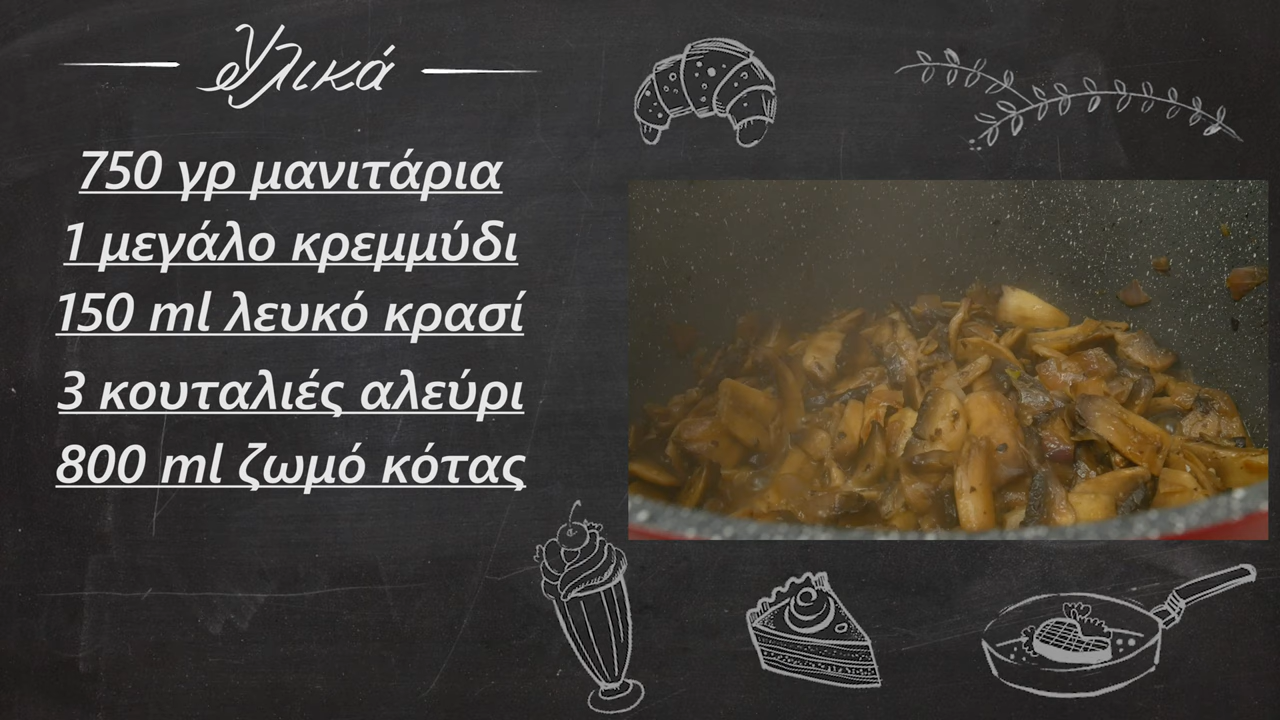 Υλικά
750 γρ μανιτάρια
1 μεγάλο κρεμμύδι
150 ml λευκό κρασί
3 κουταλιές αλεύρι
800 ml ζωμό κότας